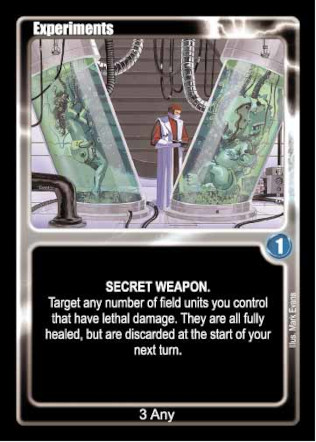 Experiments
1
SECRET WEAPON.
Target any number of field units you control
that have lethal damage. They are all fully
healed, but are discarded at the start of your
next turn.
Illus. Mark Evans
3 Any